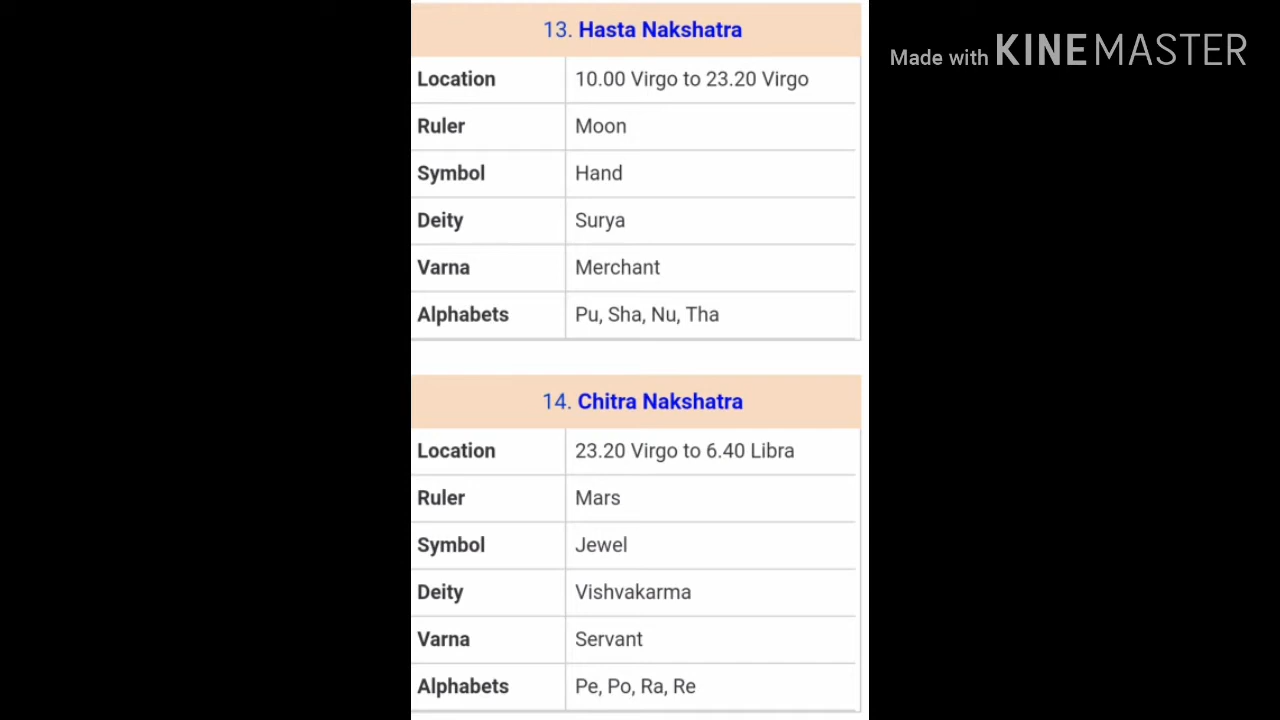 13. Hasta Nakshatra
Location 10.00 Virgo to 23.20 Virgo
Ruler Moon
Symbol Hand
Deity Surya
Varna Merchant
Alphabets Pu, Sha, Nu, Tha
14. Chitra Nakshatra
Location 23.20 Virgo to 6.40 Libra
Ruler Mars
Symbol Jewel
Deity Vishvakarma
Varna Servant
Alphabets Pe, Po, Ra, Re
Made with KINEMASTER